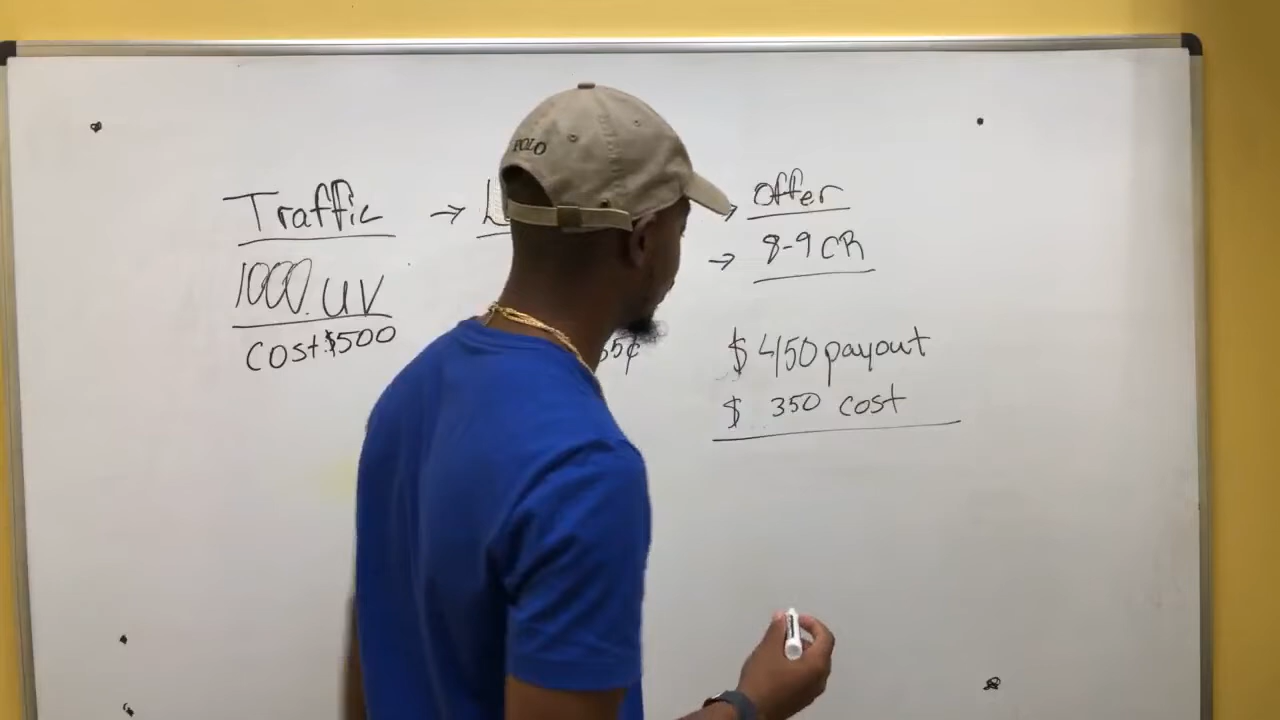 POLO
Traffic → → offer
1000 UV → 8-9 CR
cost $500
$450 payout
$ 350 cost